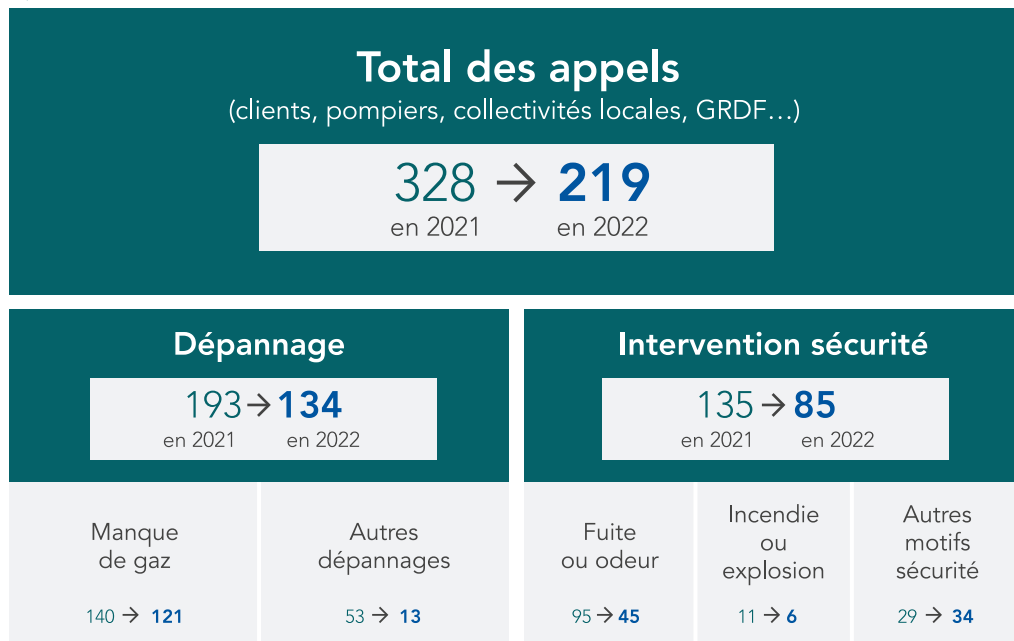 Total des appels
(clients, pompiers, collectivités locales, GRDF…)
328 → 219
en 2021 en 2022
Dépannage
193 → 134
en 2021 en 2022
Manque
de gaz
140 → 121
Autres
dépannages
53 → 13
Intervention sécurité
135 → 85
en 2021 en 2022
Fuite
ou odeur
95 → 45
Incendie
ou
explosion
11 → 6
Autres
motifs
sécurité
29 → 34